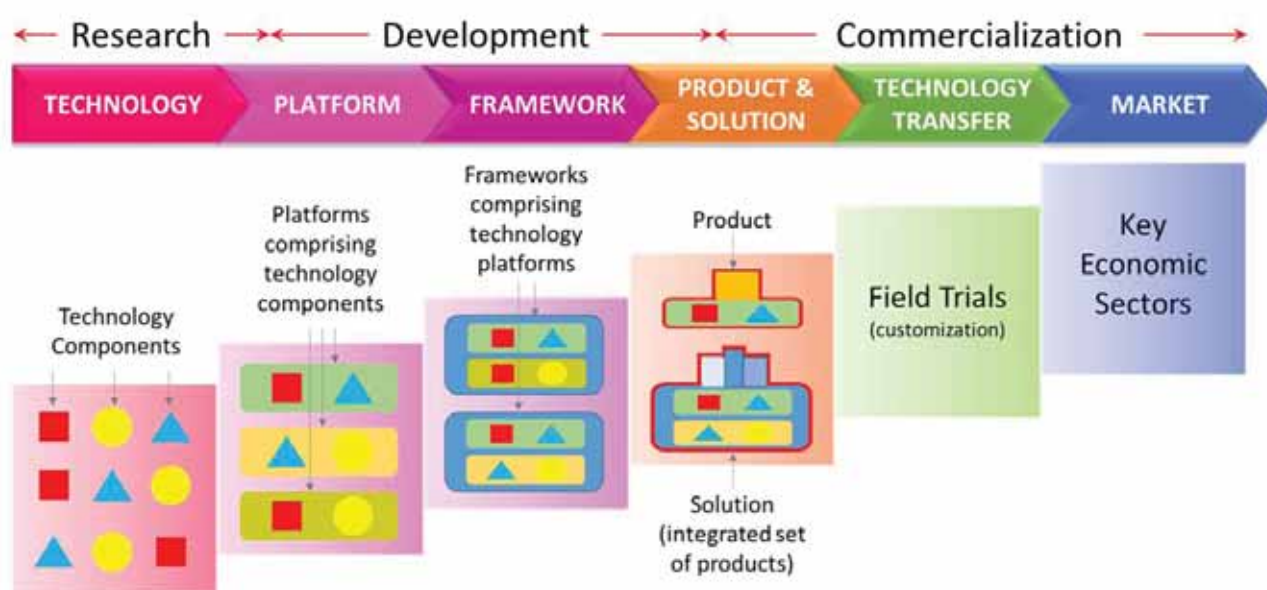 Research Development Commercialization
TECHNOLOGY
PLATFORM
FRAMEWORK
PRODUCT &
SOLUTION
TECHNOLOGY
TRANSFER
MARKET
Technology
Components
Platforms
comprising
technology
components
Frameworks
comprising
technology
platforms
Product
Solution
(integrated set
of products)
Field Trials
(customization)
Key
Economic
Sectors